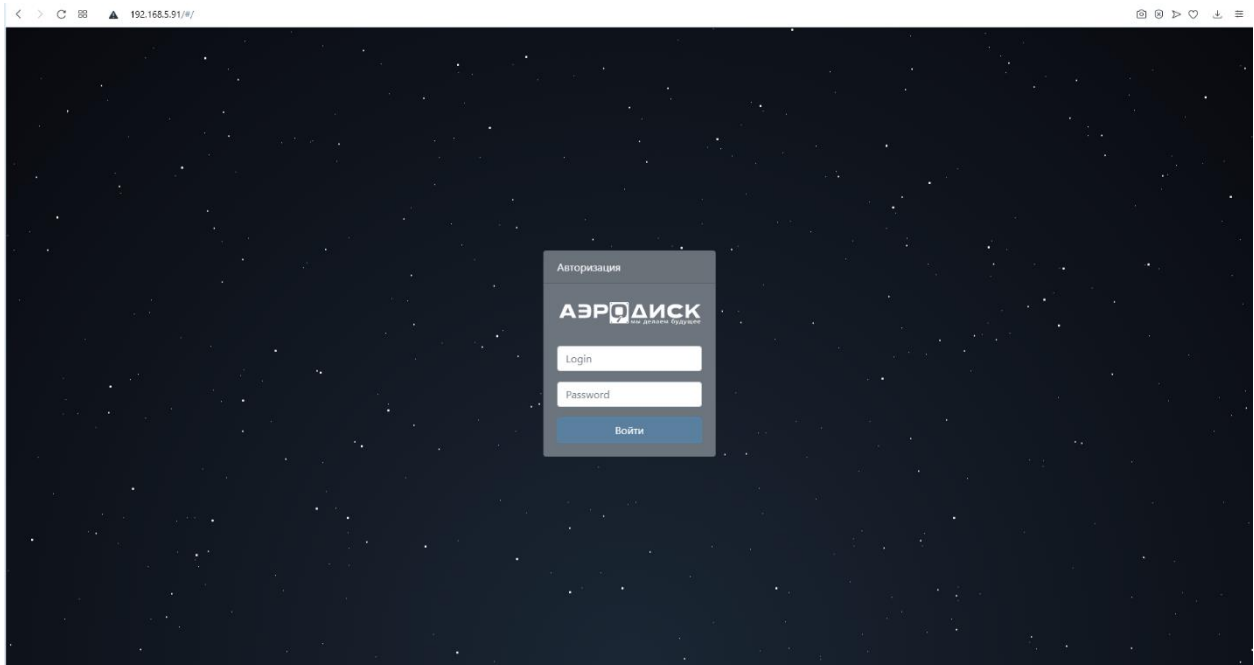 192.168.5.91/#/
Авторизация
АЭРОДИСК
мы делаем будущее
Login
Password
Войти